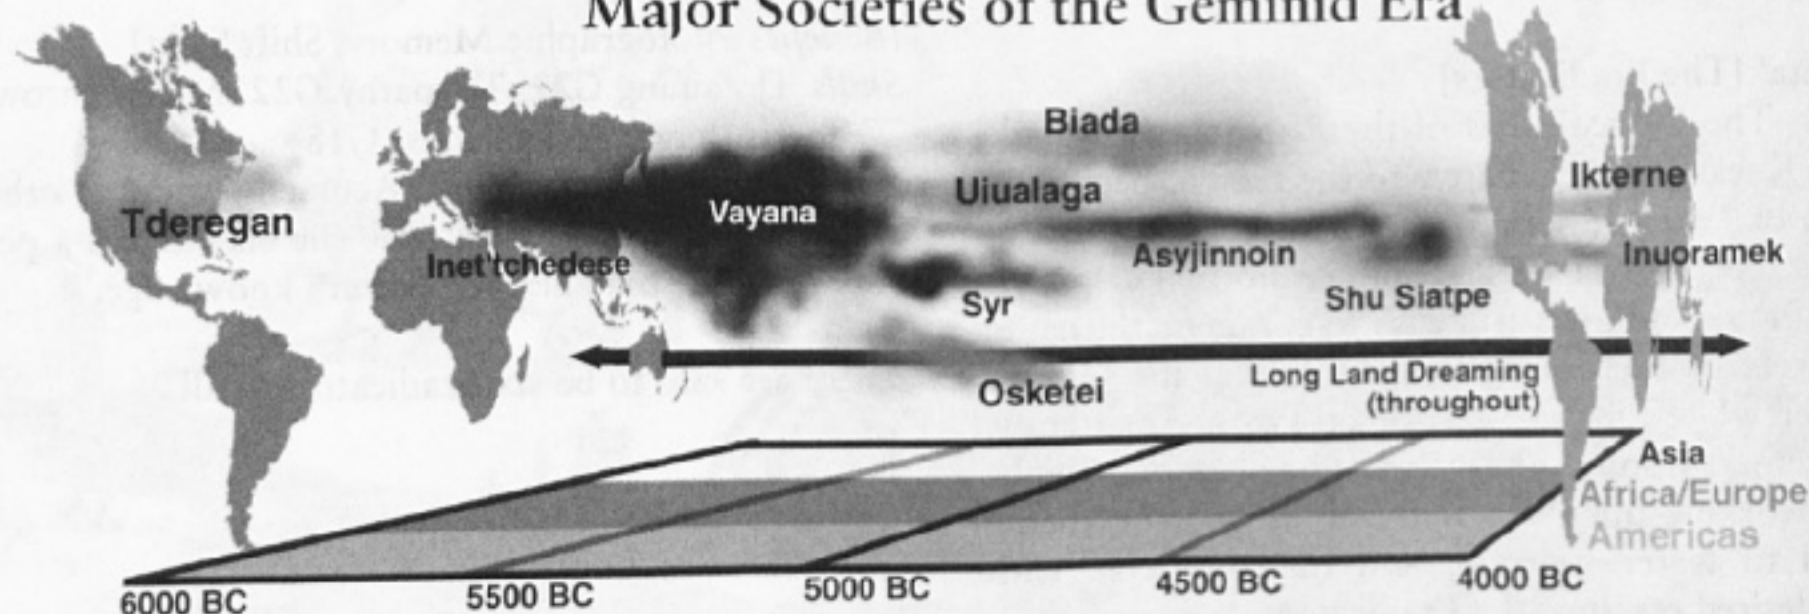 Major Societies of the Geminid Era
Biada
Ikterne
Uiualaga
Vayana
Tderegan
Inet'tchedese
Asyjinnoin
Inuoramek
Syr
Shu Siatpe
Osketei
Long Land Dreaming
(throughout)
Asia
Africa/Europe
Americas
6000 BC
5500 BC
5000 BC
4500 BC
4000 BC